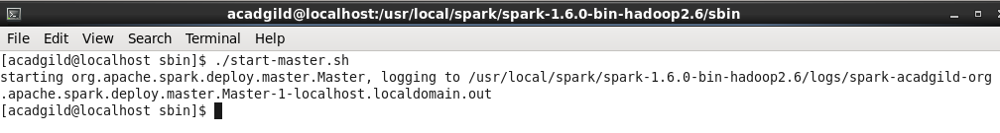 acadgild@localhost:/usr/local/spark/spark-1.6.0-bin-hadoop2.6/sbin
File Edit View Search Terminal Help
[acadgild@localhost sbin]$ ./start-master.sh
starting org.apache.spark.deploy.master.Master, logging to /usr/local/spark/spark-1.6.0-bin-hadoop2.6/logs/spark-acadgild-org
.apache.spark.deploy.master.Master-1-localhost.localdomain.out
[acadgild@localhost sbin]$